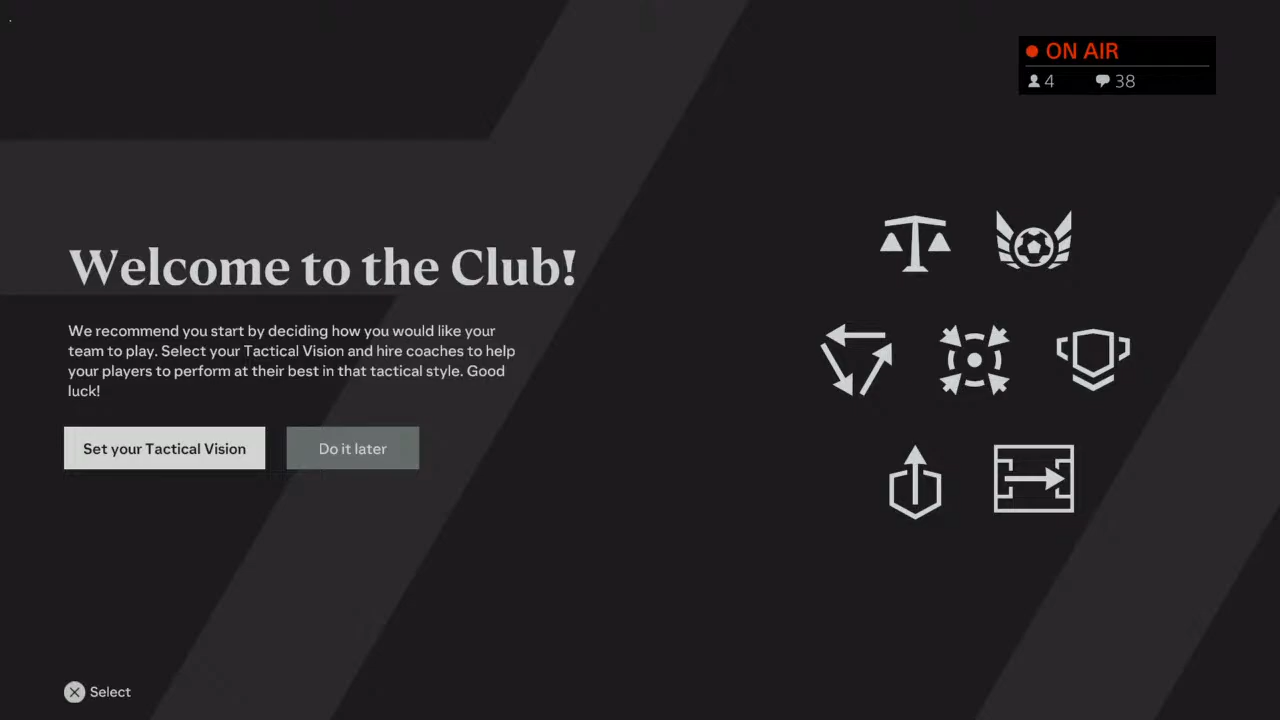 ON AIR
4 38
Welcome to the Club!
We recommend you start by deciding how you would like your
team to play. Select your Tactical Vision and hire coaches to help
your players to perform at their best in that tactical style. Good
luck!
Set your Tactical Vision Do it later
Select